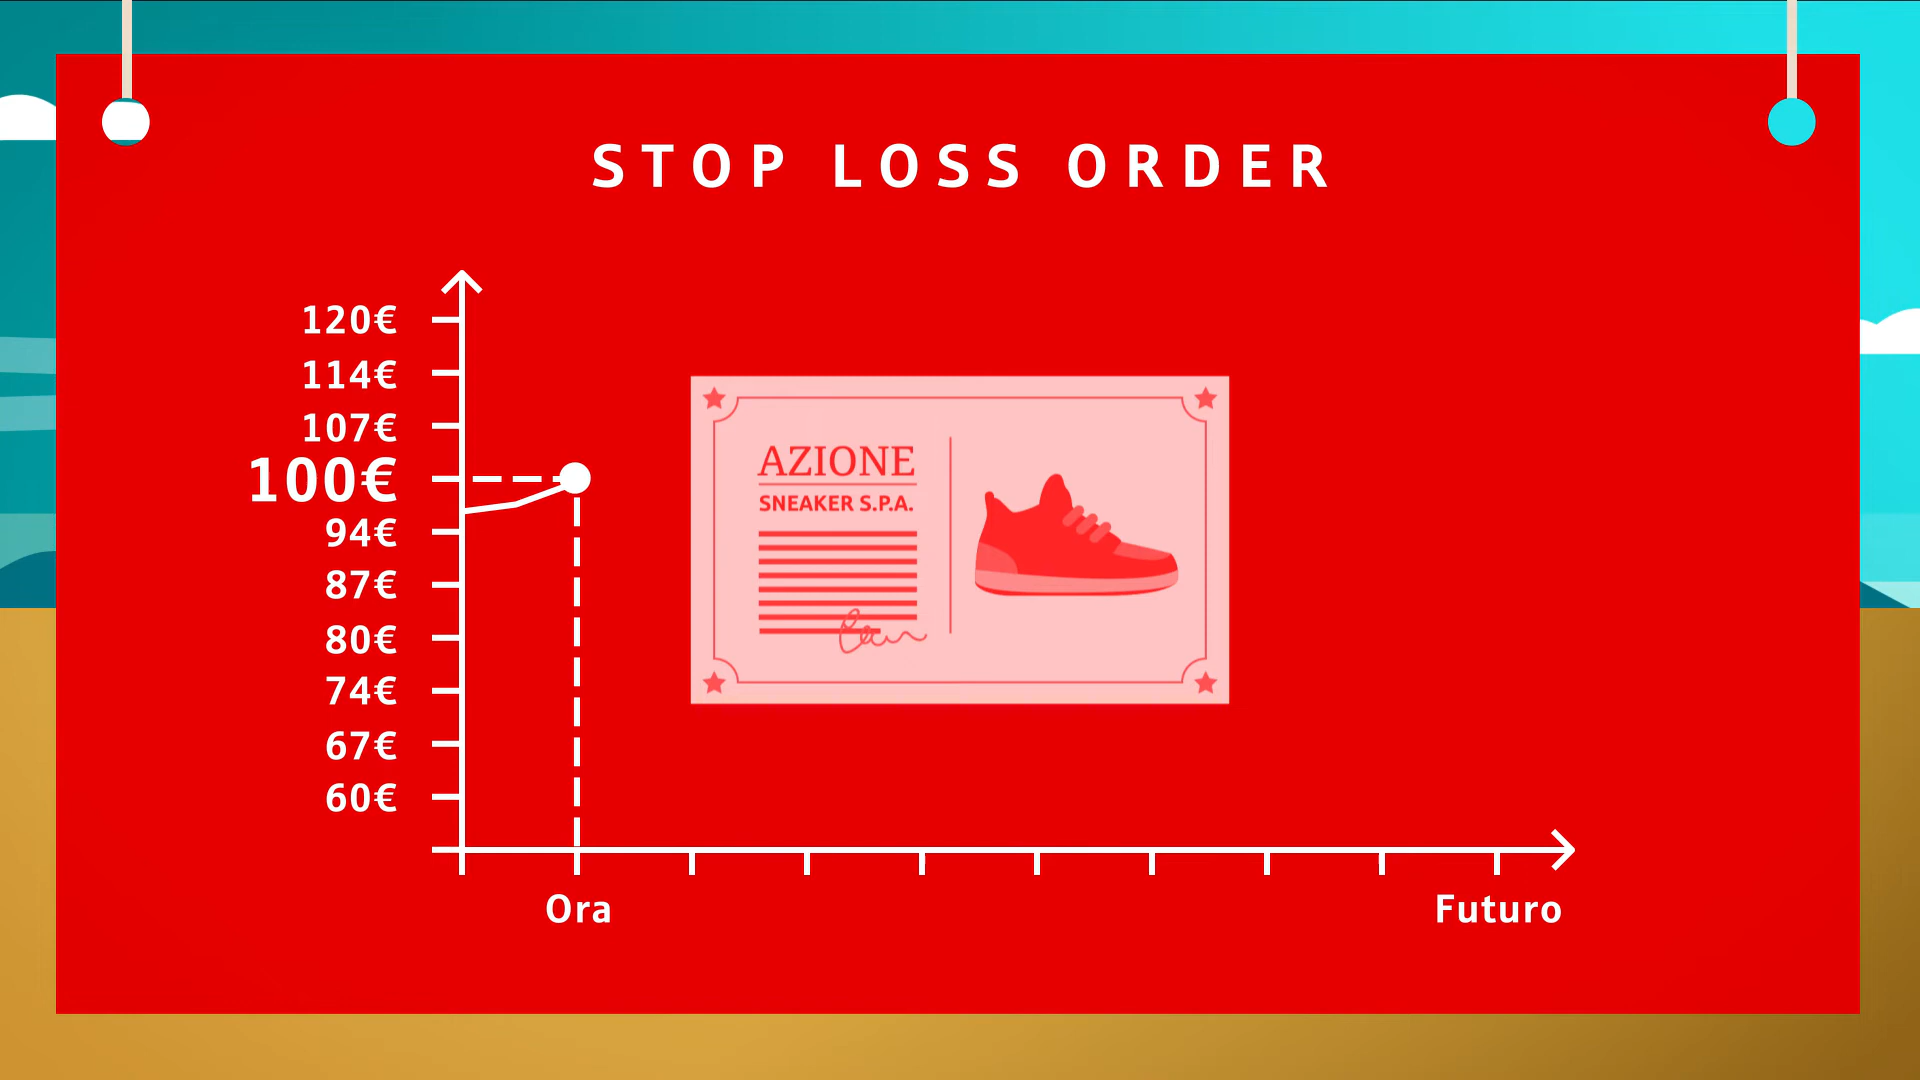 STOP LOSS ORDER
120€
114€
107€
100€
94€
87€
80€
74€
67€
60€
AZIONE
SNEAKER S.P.A.
Ora
Futuro